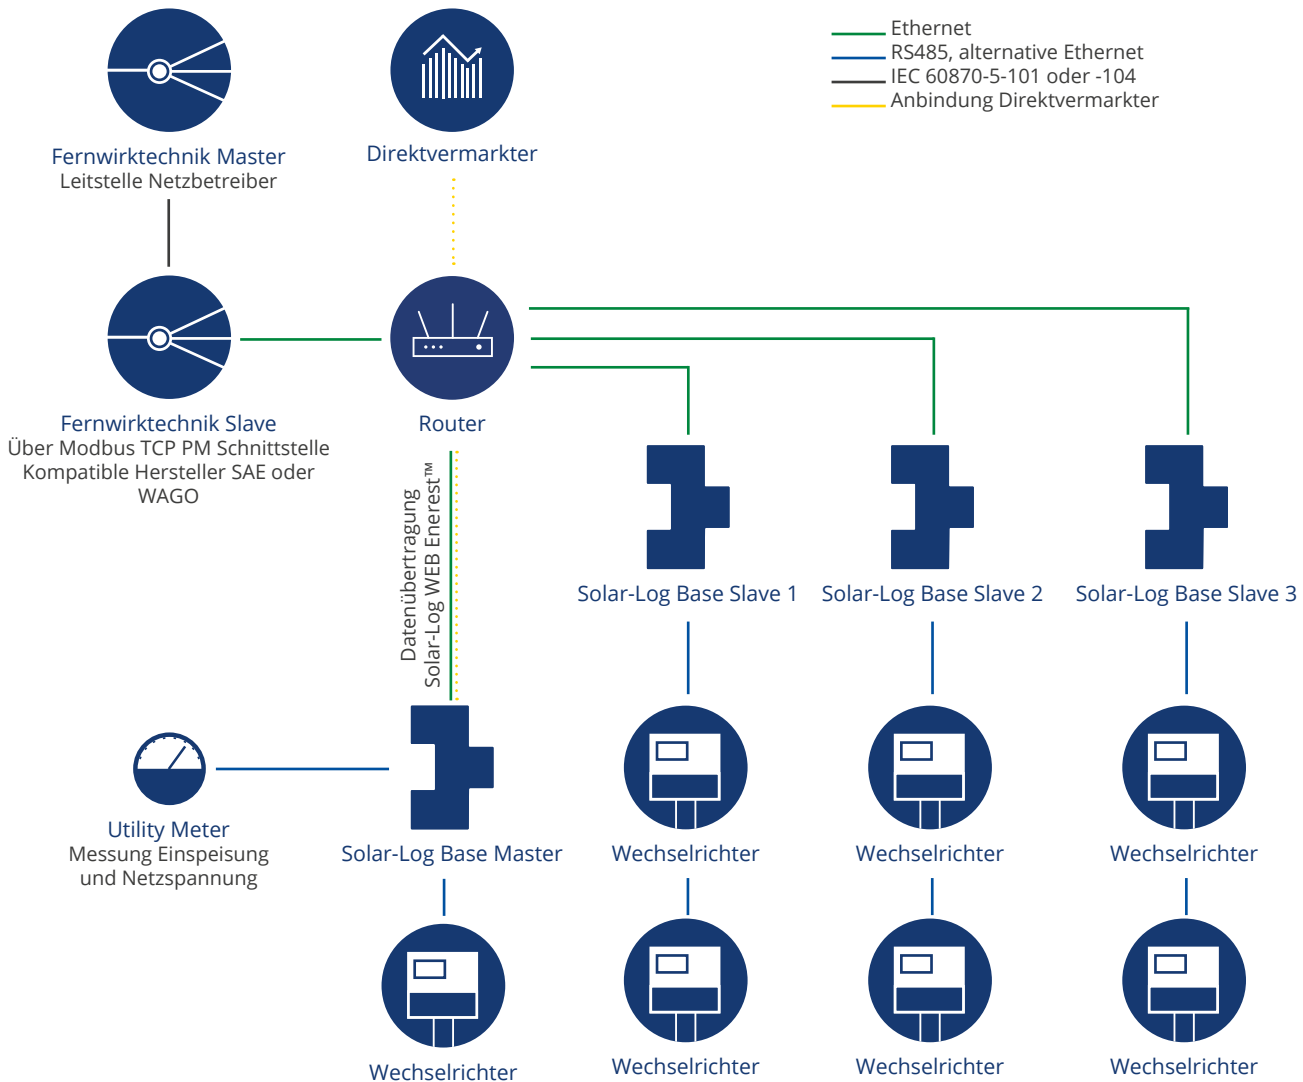 Ethernet
RS485, alternative Ethernet
IEC 60870-5-101 oder -104
Anbindung Direktvermarkter
Fernwirktechnik Master
Leitstelle Netzbetreiber
Direktvermarkter
Fernwirktechnik Slave
Über Modbus TCP PM Schnittstelle
Kompatible Hersteller SAE oder
WAGO
Router
Datenübertragung
Solar-Log WEB Enerest™
Solar-Log Base Slave 1
Solar-Log Base Slave 2
Solar-Log Base Slave 3
Utility Meter
Messung Einspeisung
und Netzspannung
Solar-Log Base Master
Wechselrichter
Wechselrichter
Wechselrichter
Wechselrichter
Wechselrichter
Wechselrichter
Wechselrichter